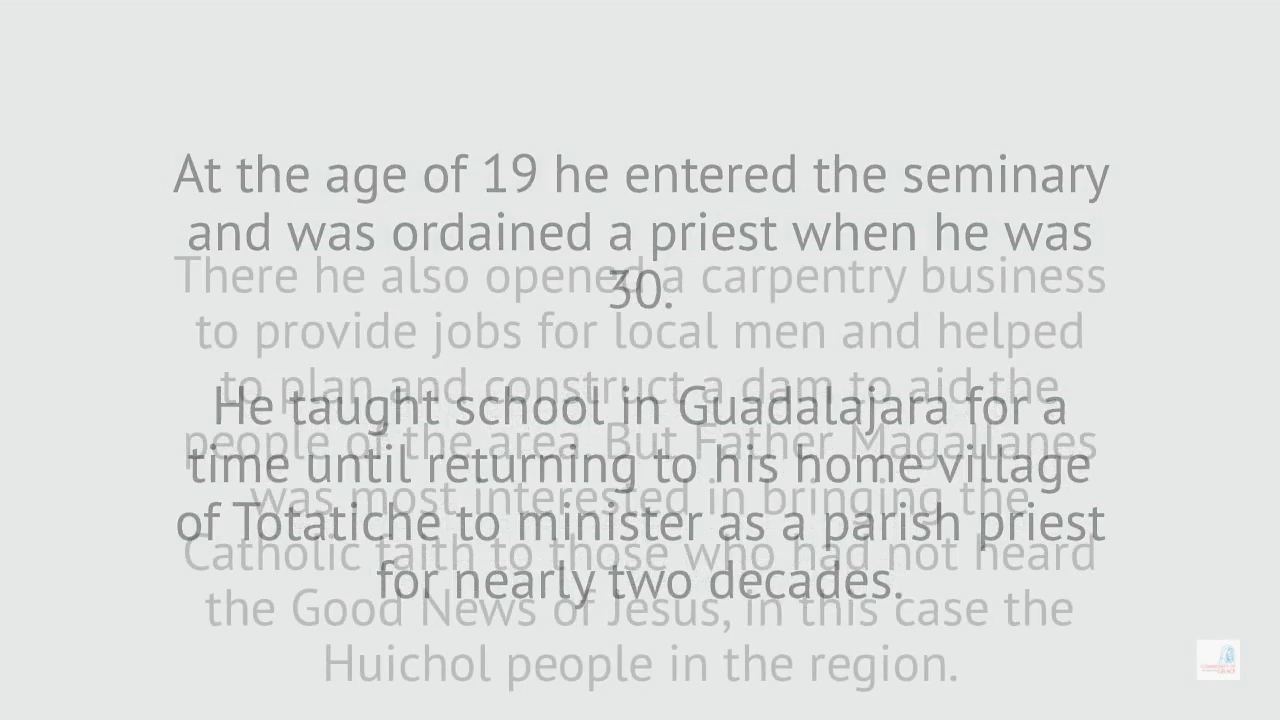 At the age of 19 he entered the seminary
and was ordained a priest when he was
30.
He taught school in Guadalajara for a
time until returning to his home village
of Totatiche to minister as a parish priest
for nearly two decades.
There he also opened a carpentry business
to provide jobs for local men and helped
to plan and construct a dam to aid the
people of the area. But Father Magallanes
was most interested in bringing the
Catholic faith to those who had not heard
the Good News of Jesus, in this case the
Huichol people in the region.